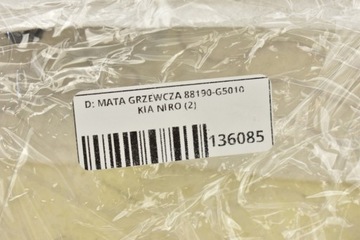 D: MATA GRZEWCZA 88190-G5010
KIA NIRO (2)
136085